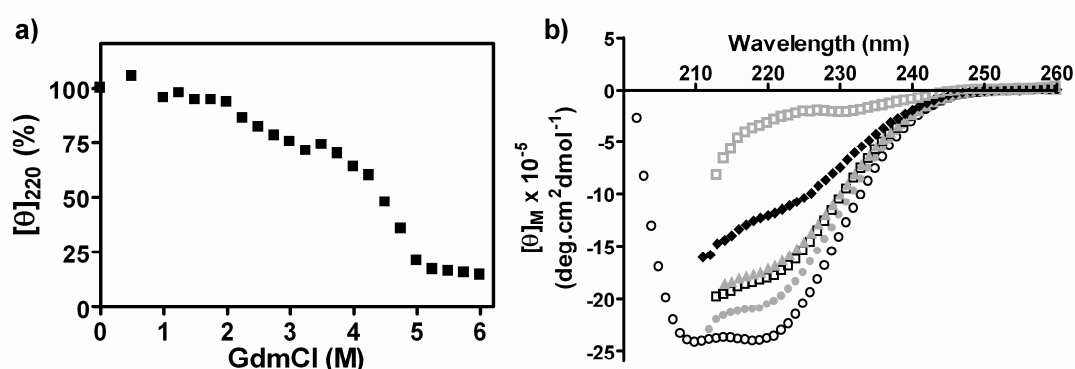 a)
[θ]220 (%)
100
75
50
25
0
0 1 2 3 4 5 6
GdmCl (M)
b)
Wavelength (nm)
210 220 230 240 250 260
[θ]M x 10-5
(deg.cm2dmol-1)
5
0
-5
-10
-15
-20
-25